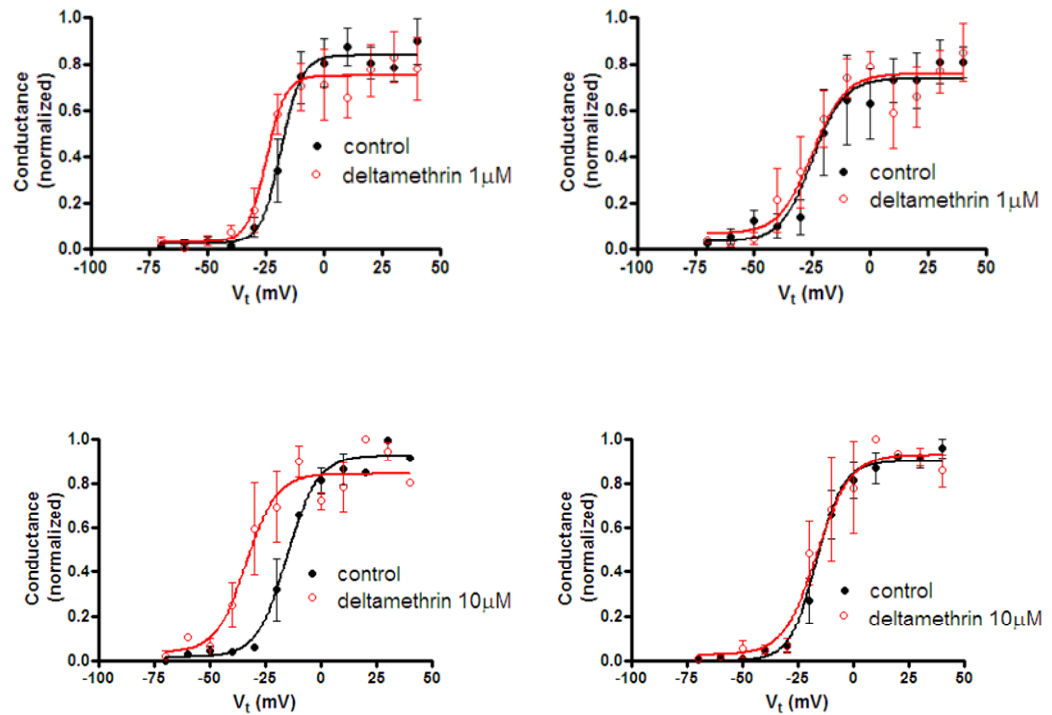 Conductance
(normalized)
1.0
0.8
0.6
0.4
0.2
0.0
control
deltamethrin 1μM
-100
-75
-50
-25
0
25
50
Vt (mV)
Conductance
(normalized)
1.0
0.8
0.6
0.4
0.2
0.0
control
deltamethrin 1μM
-100
-75
-50
-25
0
25
50
Vt (mV)
Conductance
(normalized)
1.0
0.8
0.6
0.4
0.2
0.0
control
deltamethrin 10μM
-100
-75
-50
-25
0
25
50
Vt (mV)
Conductance
(normalized)
1.0
0.8
0.6
0.4
0.2
0.0
control
deltamethrin 10μM
-100
-75
-50
-25
0
25
50
Vt (mV)